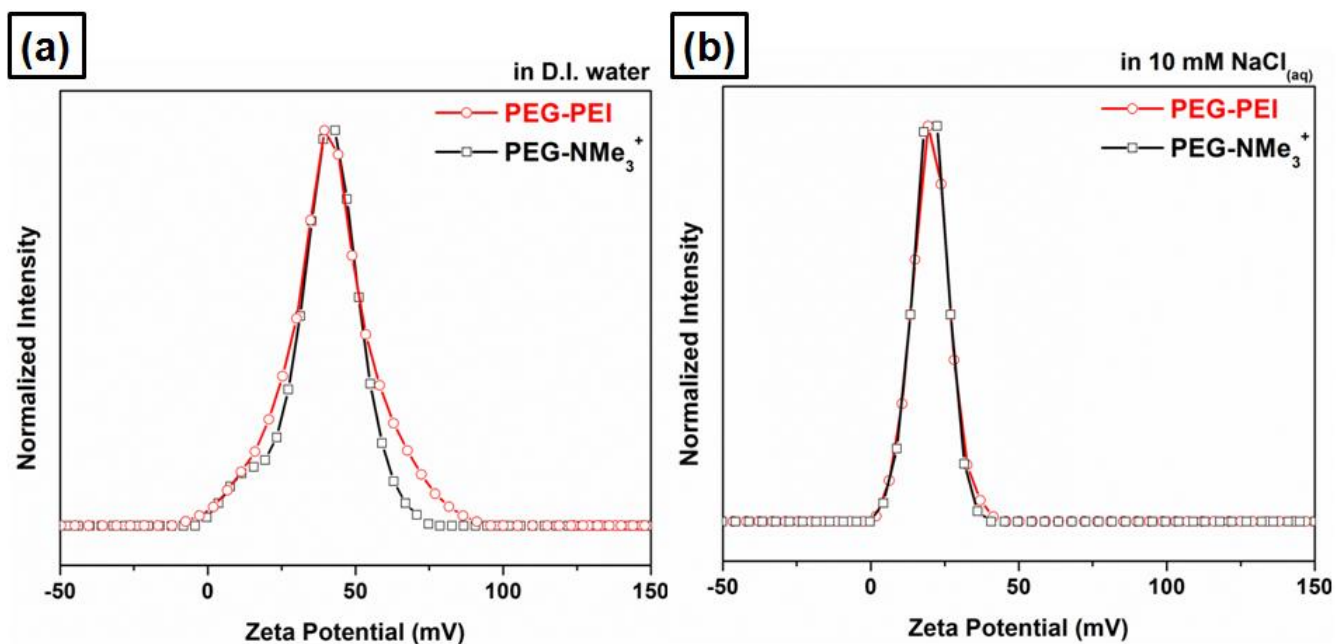 (a)
in D.I. water
PEG-PEI
PEG-NMe₃⁺
Normalized Intensity
-50 0 50 100 150
Zeta Potential (mV)
(b)
in 10 mM NaCl(aq)
PEG-PEI
PEG-NMe₃⁺
Normalized Intensity
-50 0 50 100 150
Zeta Potential (mV)